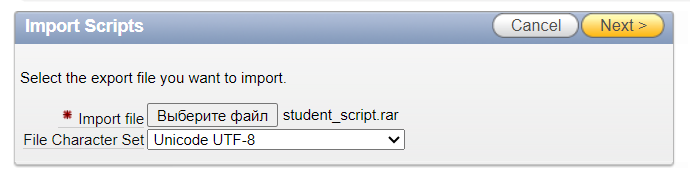 Import Scripts Cancel Next >
Select the export file you want to import.
* Import file Выберите файл student_script.rar
File Character Set Unicode UTF-8